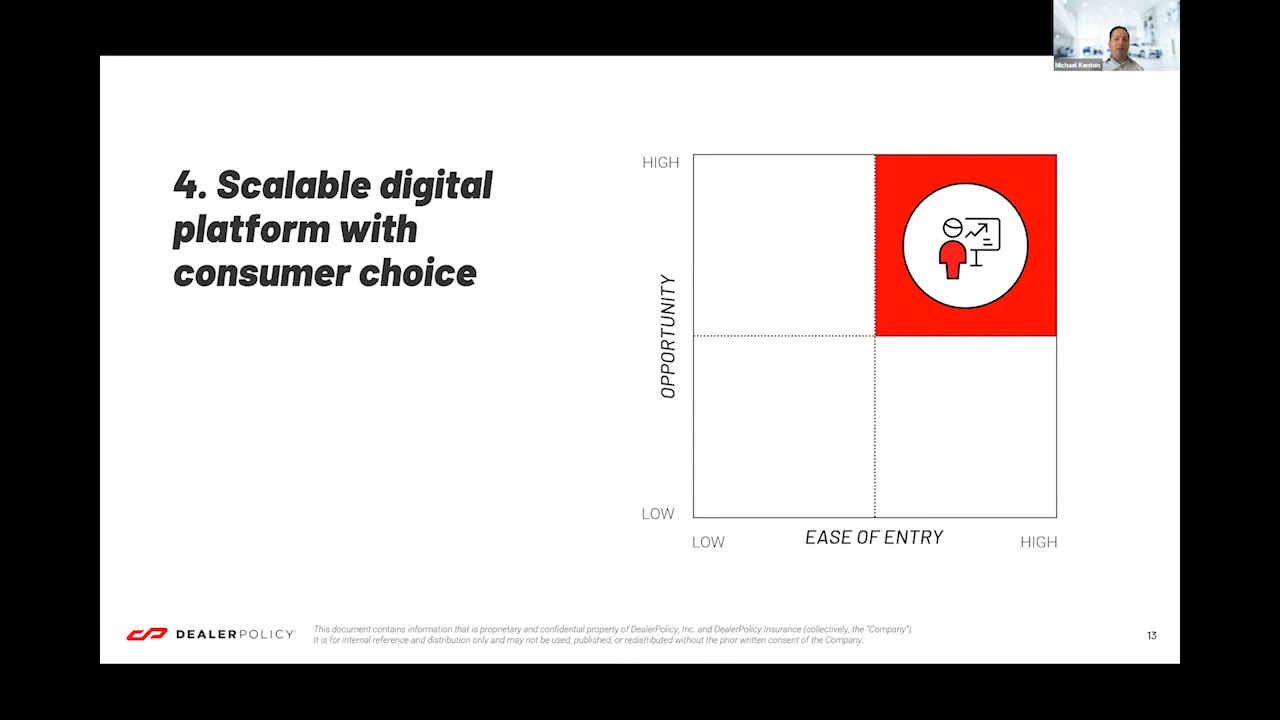 Michael Kenton
4. Scalable digital
platform with
consumer choice
HIGH
OPPORTUNITY
LOW
LOW
EASE OF ENTRY
HIGH
DEALERPOLICY
This document contains information that is proprietary and confidential property of DealerPolicy, Inc. and DealerPolicy Insurance (collectively, the "Company").
It is for internal reference and distribution only and may not be used, published, or redistributed without the prior written consent of the Company.
13